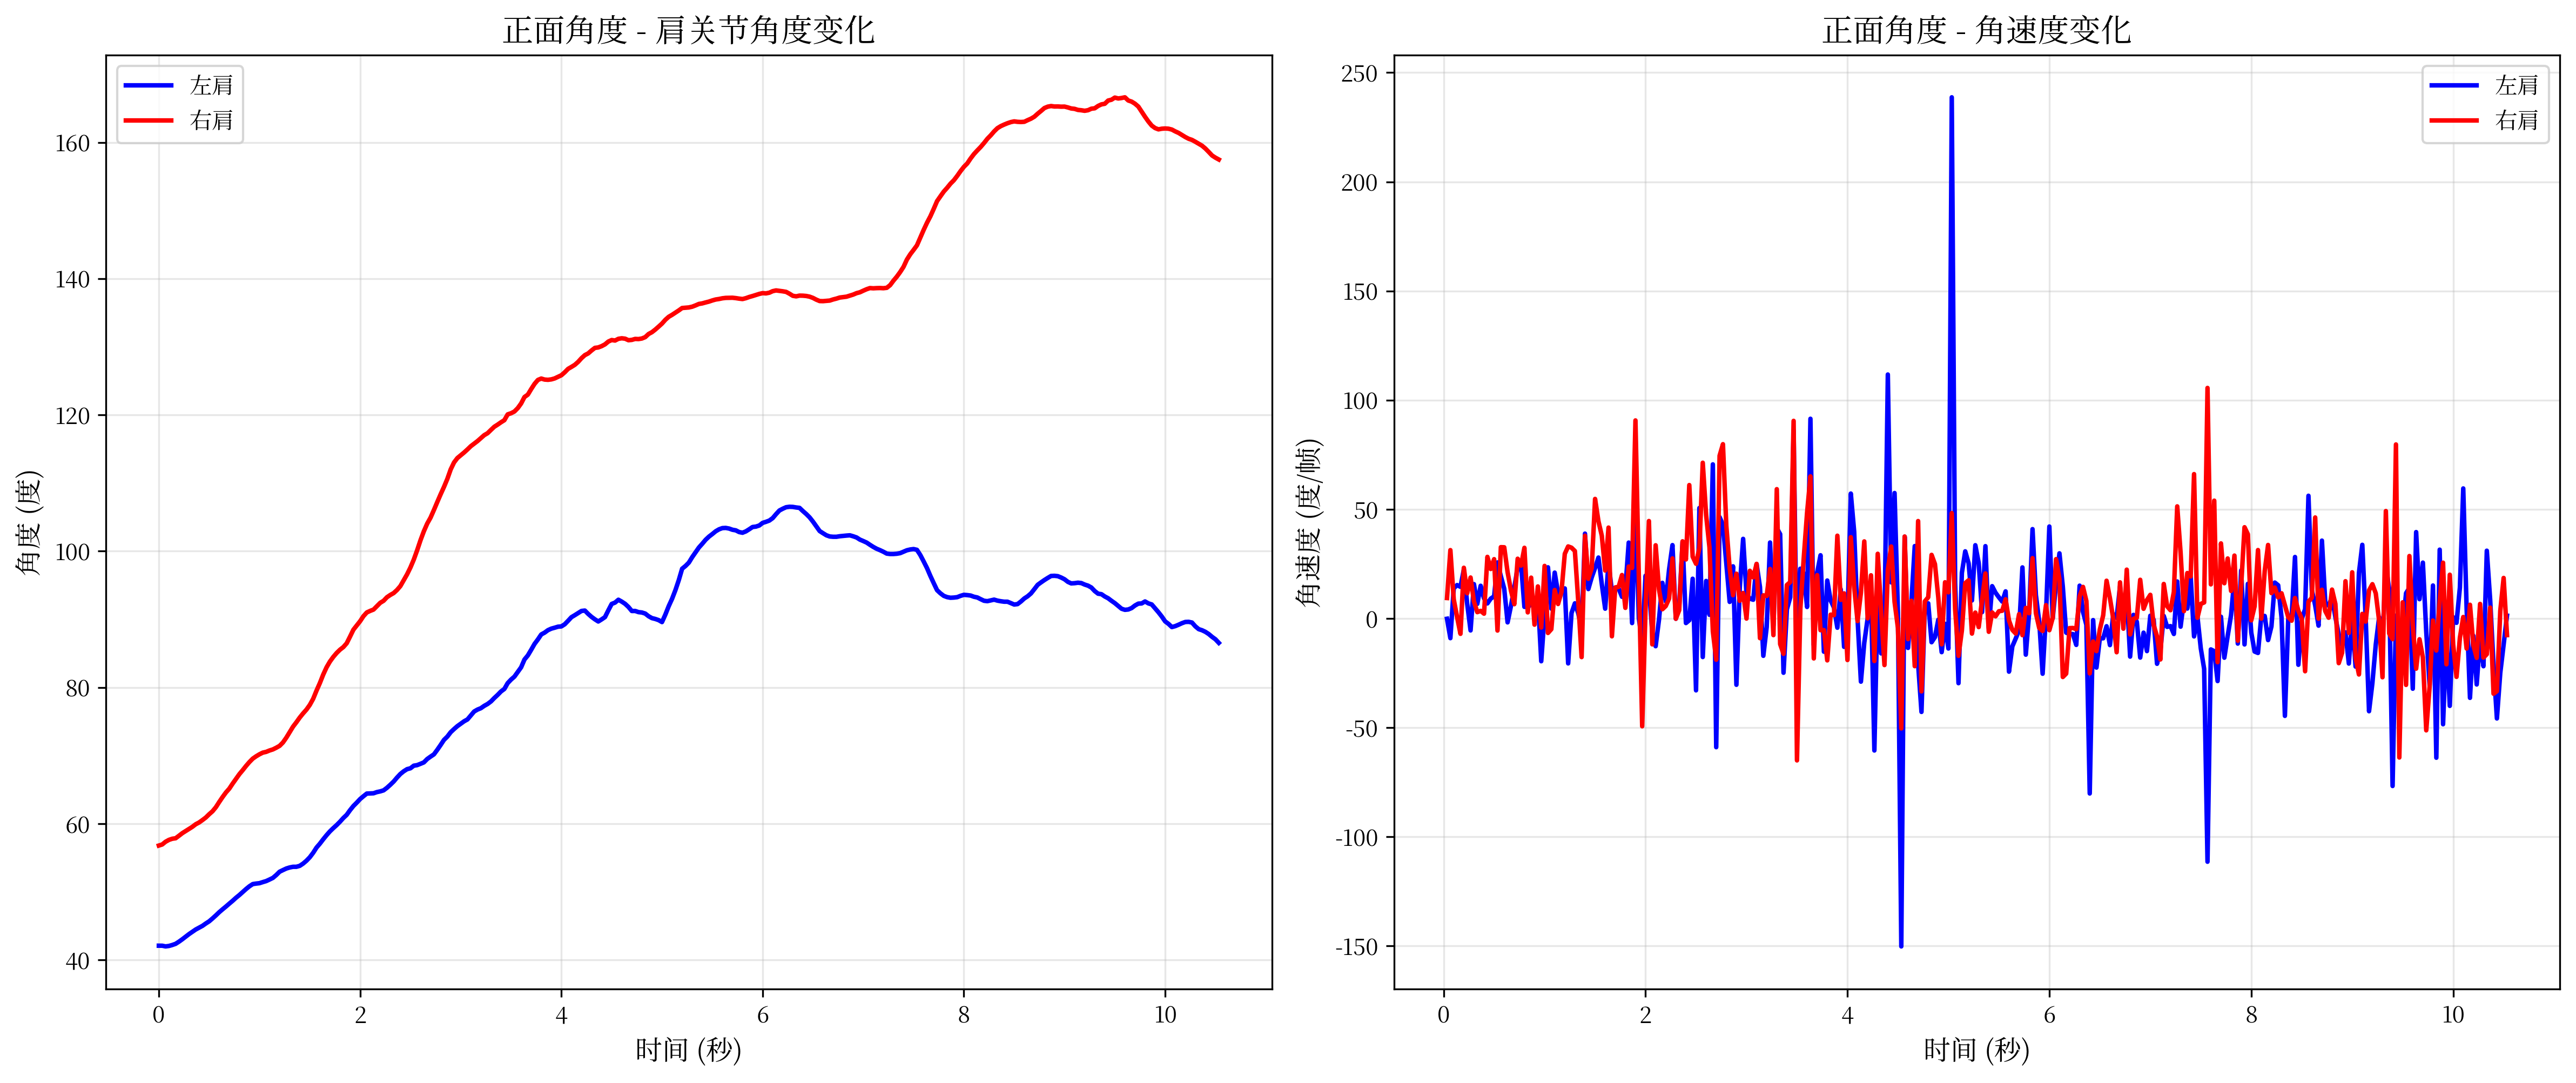 正面角度 - 肩关节角度变化
左肩
右肩
160
140
120
100
80
60
40
角度 (度)
0 2 4 6 8 10
时间 (秒)
正面角度 - 角速度变化
左肩
右肩
250
200
150
100
50
0
-50
-100
-150
角速度 (度/帧)
0 2 4 6 8 10
时间 (秒)